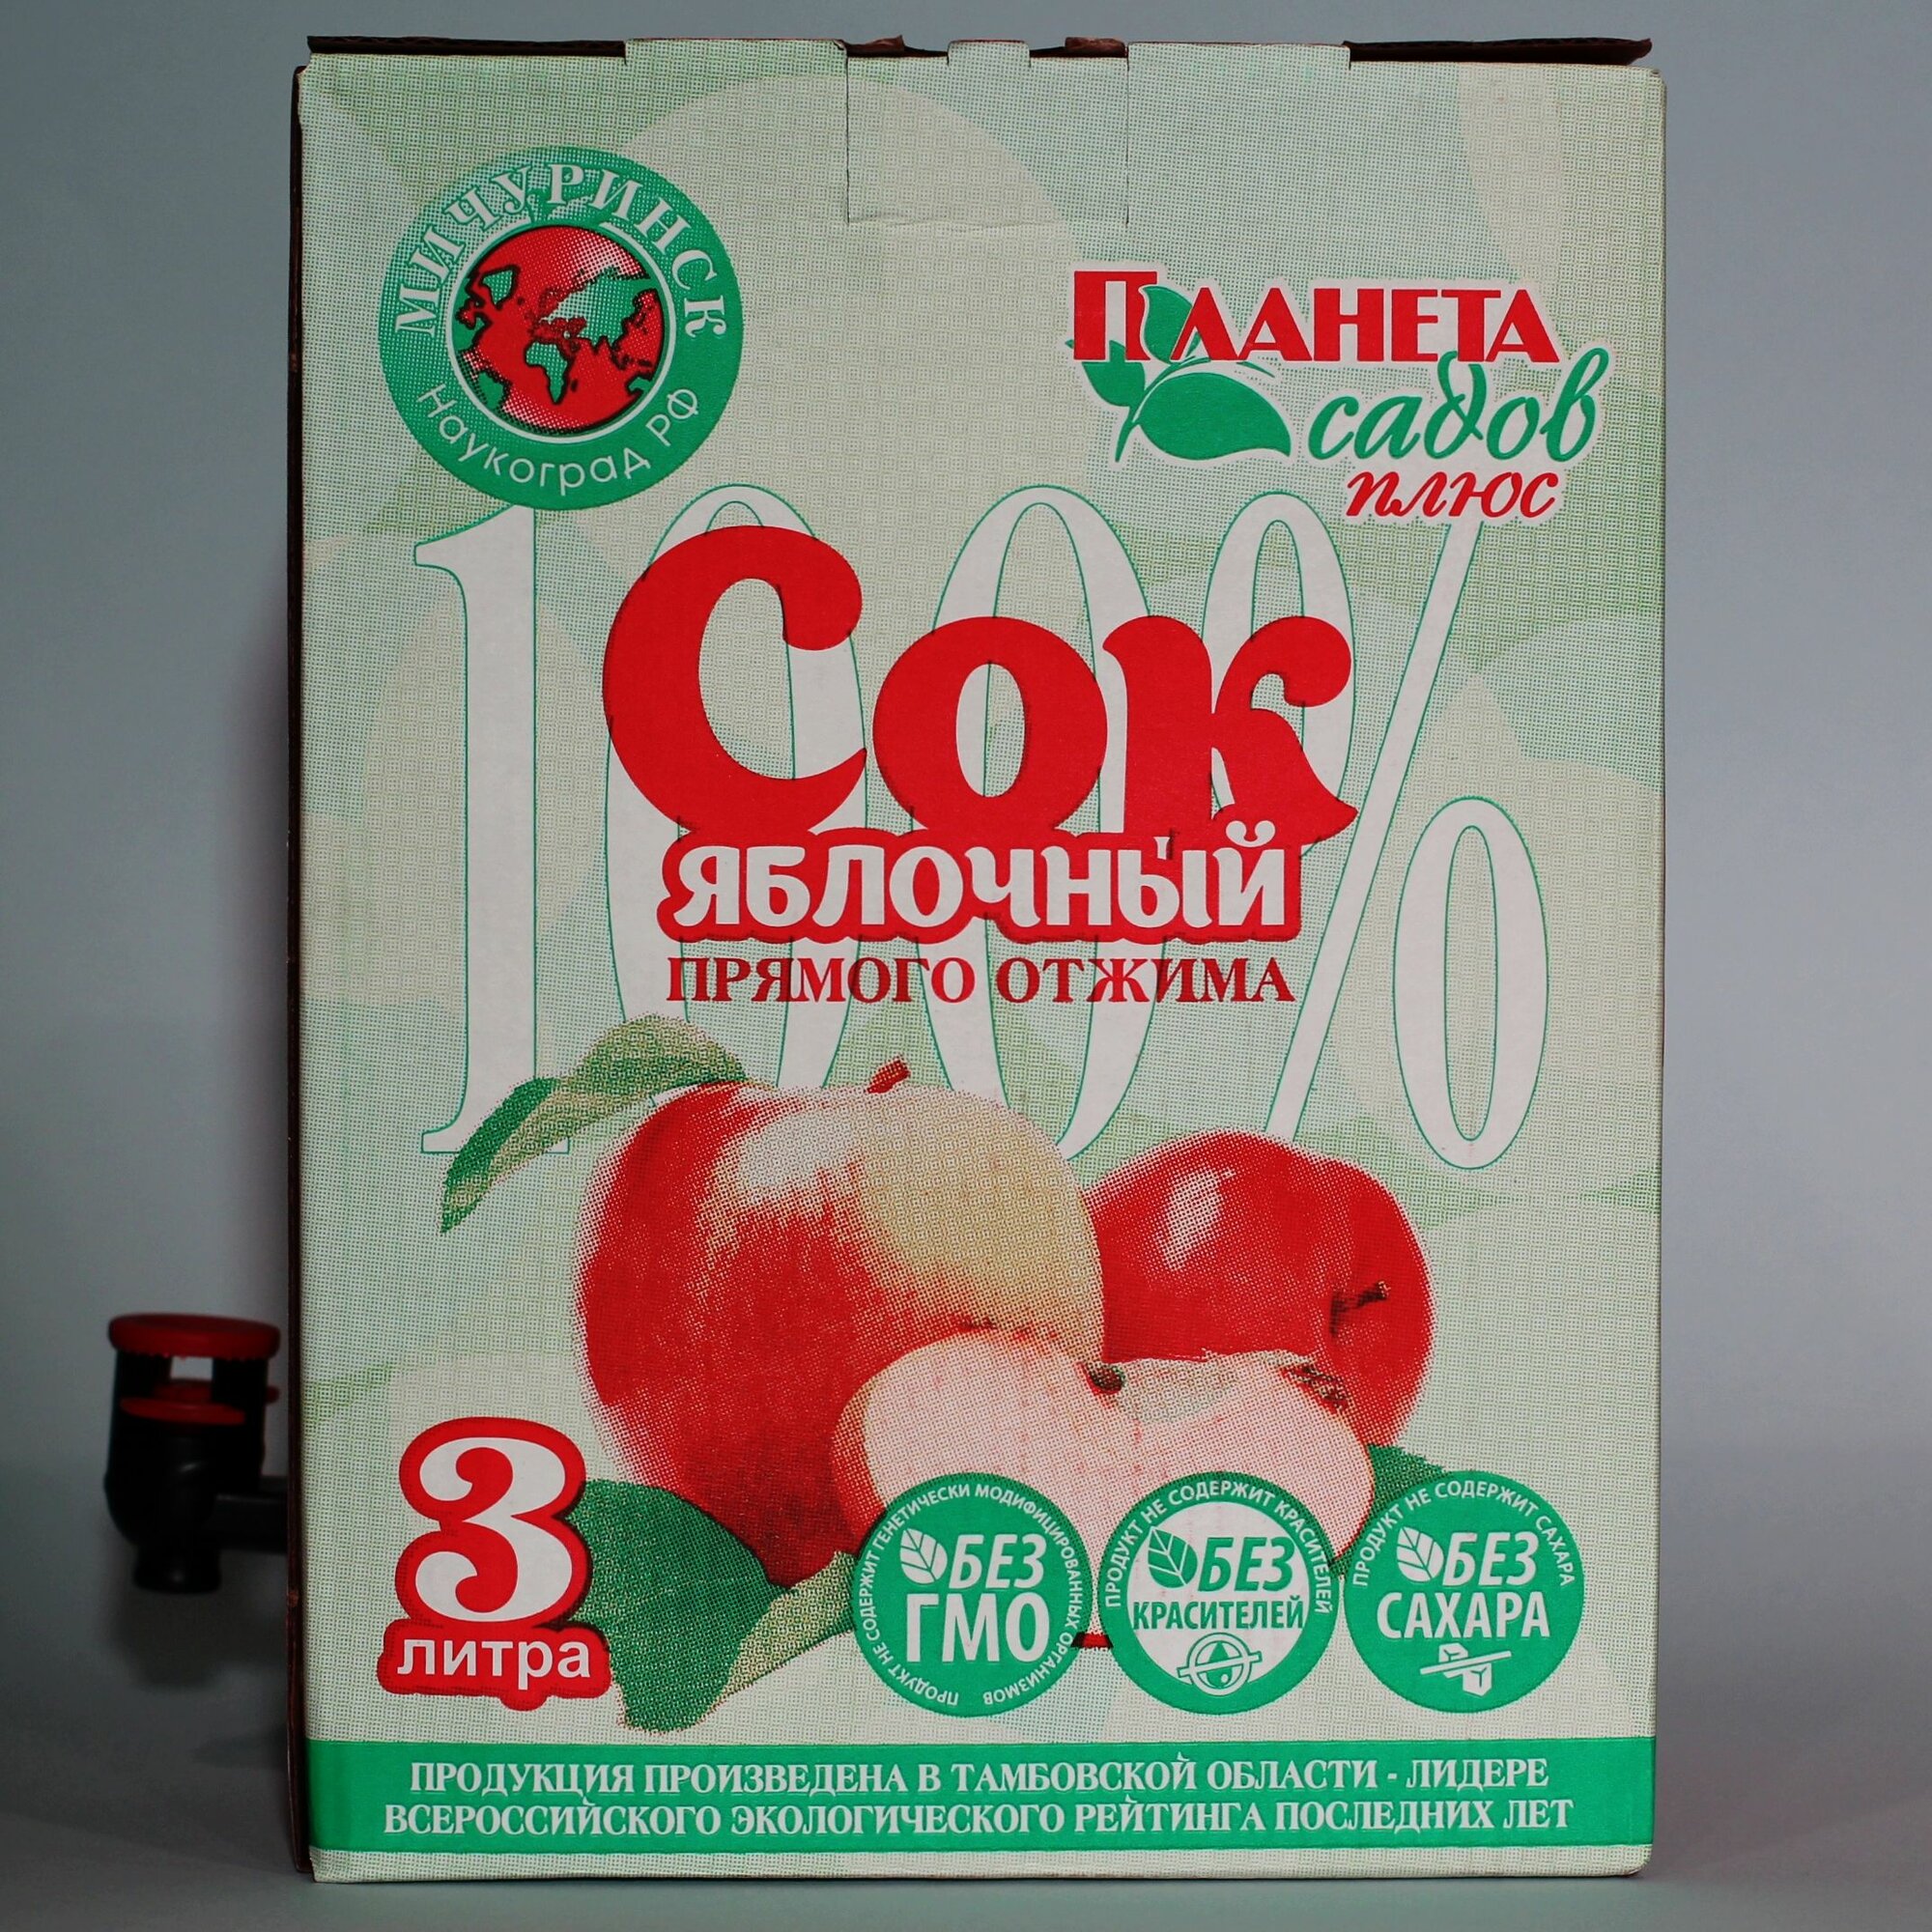 МИЧУРИНСК
Наукоград РФ
ПЛАНЕТА
садов
плюс
100%
Сок
ЯБЛОЧНЫЙ
ПРЯМОГО ОТЖИМА
3
литра
ПРОДУКТ НЕ СОДЕРЖИТ ГЕНЕТИЧЕСКИ МОДИФИЦИРОВАННЫХ ОРГАНИЗМОВ
БЕЗ
ГМО
ПРОДУКТ НЕ СОДЕРЖИТ КРАСИТЕЛЕЙ
БЕЗ
КРАСИТЕЛЕЙ
ПРОДУКТ НЕ СОДЕРЖИТ САХАРА
БЕЗ
САХАРА
ПРОДУКЦИЯ ПРОИЗВЕДЕНА В ТАМБОВСКОЙ ОБЛАСТИ - ЛИДЕРЕ
ВСЕРОССИЙСКОГО ЭКОЛОГИЧЕСКОГО РЕЙТИНГА ПОСЛЕДНИХ ЛЕТ